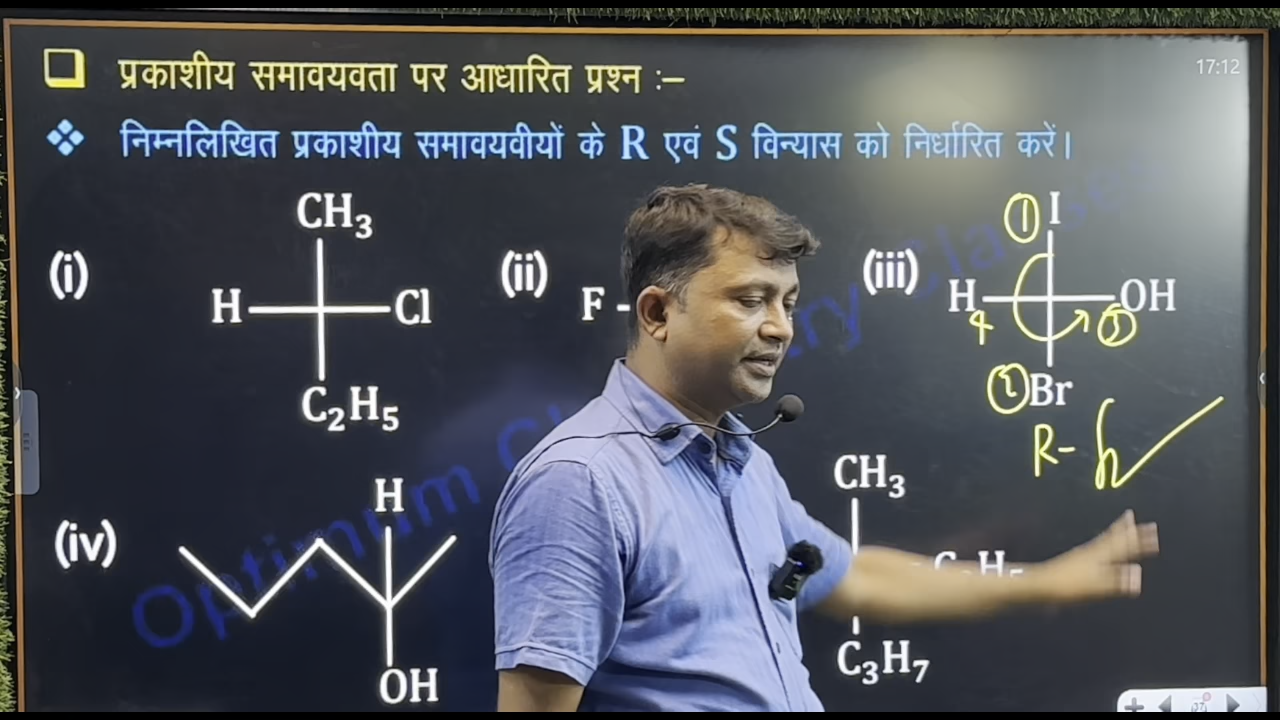 17:12
प्रकाशीय समावयवता पर आधारित प्रश्न :–
निम्नलिखित प्रकाशीय समावयवीयों के R एवं S विन्यास को निर्धारित करें।
(i)
CH₃
H
Cl
C₂H₅
(ii)
F
(iii)
① I
H
OH
4
③
② Br
R-
(iv)
H
OH
CH₃
C₃H₇
Optimum